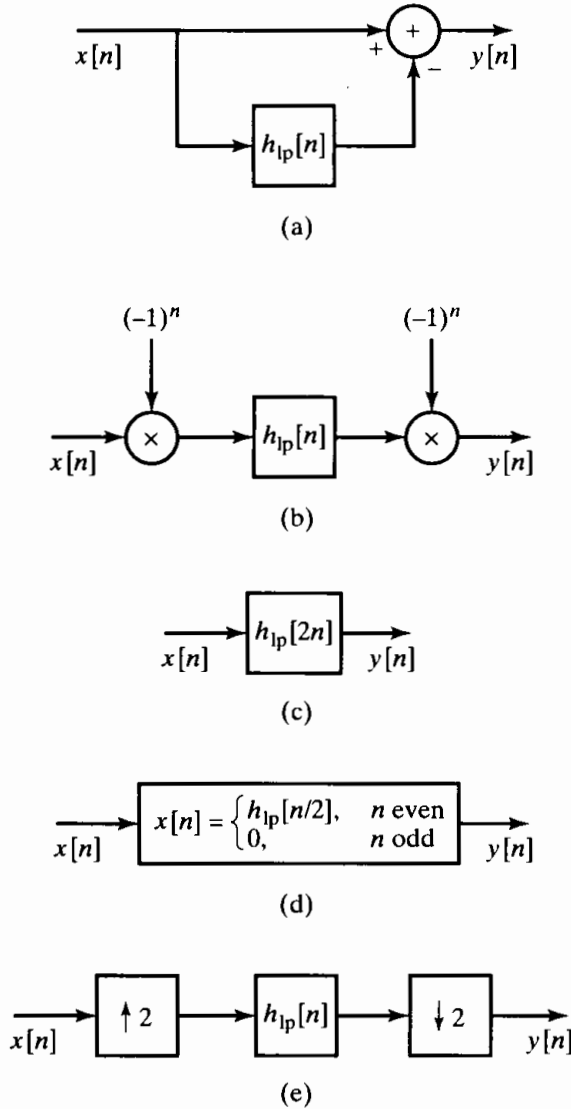 x[n] + + − y[n]
h_lp[n]
(a)
(−1)^n (−1)^n
x[n] × h_lp[n] × y[n]
(b)
x[n] h_lp[2n] y[n]
(c)
x[n] x[n] = { h_lp[n/2], n even
0, n odd y[n]
(d)
x[n] ↑2 h_lp[n] ↓2 y[n]
(e)